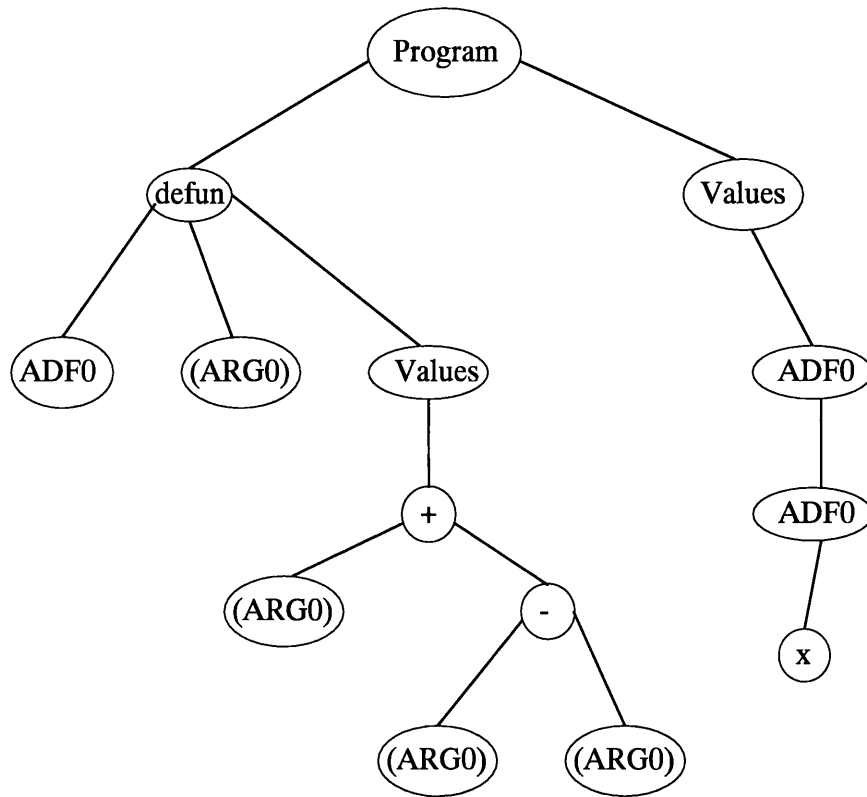 Program
defun
Values
ADF0
(ARG0)
Values
ADF0
+
ADF0
(ARG0)
-
x
(ARG0)
(ARG0)